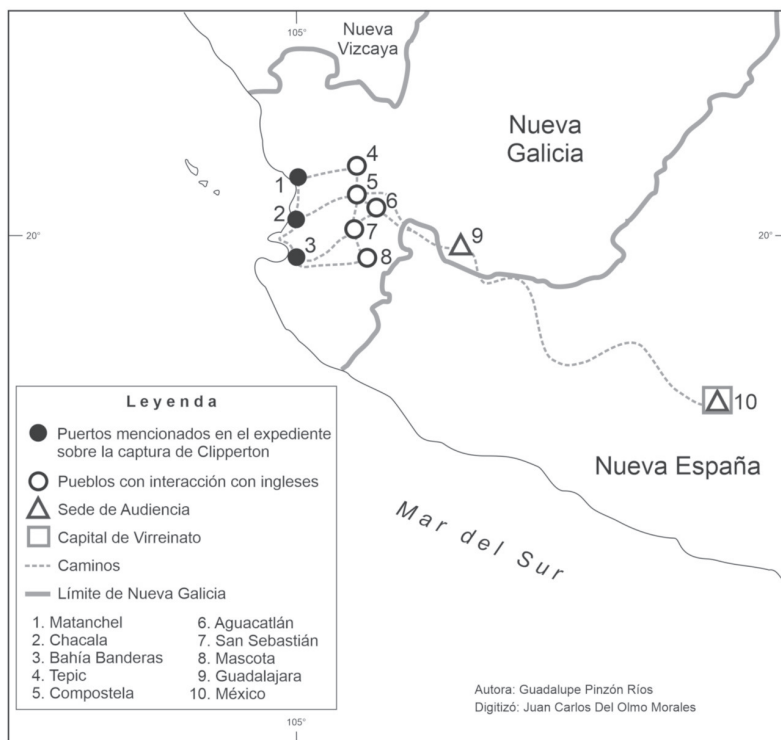 105°
Nueva
Vizcaya
Nueva
Galicia
4
1
5
6
2
20°
7
9
20°
3
8
10
Nueva España
Mar del Sur
Leyenda
Puertos mencionados en el expediente
sobre la captura de Clipperton
Pueblos con interacción con ingleses
Sede de Audiencia
Capital de Virreinato
Caminos
Límite de Nueva Galicia
1. Matanchel
2. Chacala
3. Bahía Banderas
4. Tepic
5. Compostela
6. Aguacatlán
7. San Sebastián
8. Mascota
9. Guadalajara
10. México
Autora: Guadalupe Pinzón Ríos
Digitizó: Juan Carlos Del Olmo Morales
105°